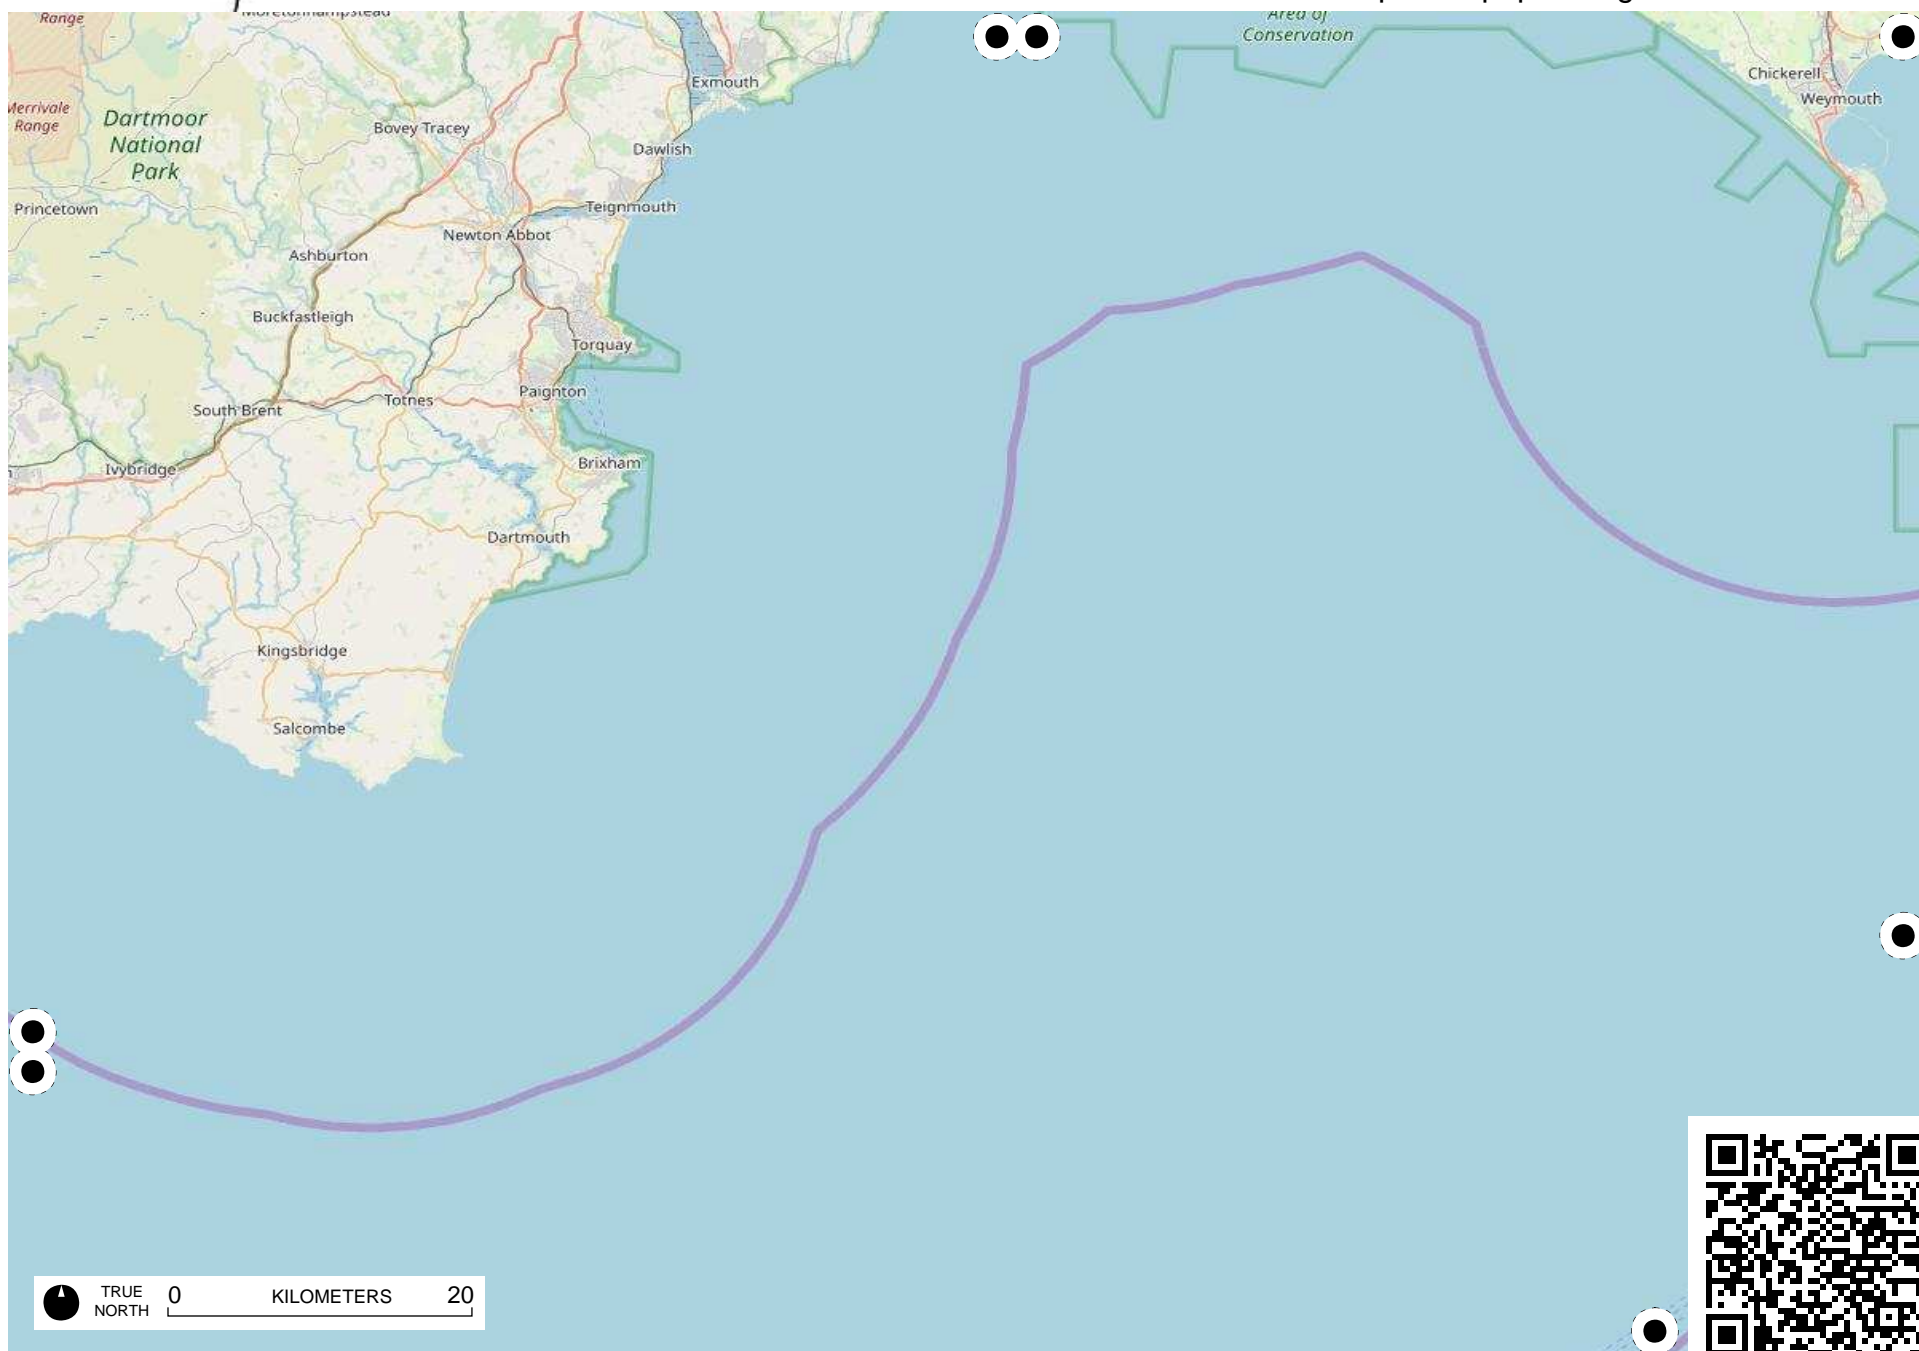 Range
Moretonhampstead
Area of
Conservation
Exmouth
Chickerell
Weymouth
Merrivale
Range
Dartmoor
National
Park
Bovey Tracey
Dawlish
Princetown
Teignmouth
Newton Abbot
Ashburton
Buckfastleigh
Torquay
Paignton
Totnes
South Brent
Brixham
Ivybridge
Dartmouth
Kingsbridge
Salcombe
TRUE
NORTH
0 KILOMETERS 20